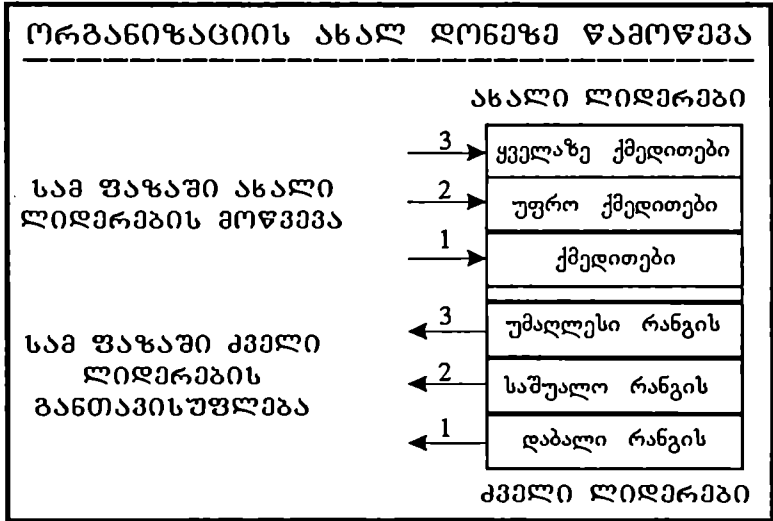 ორგანიზაციის ახალ დონეზე წამოწევა
ახალი ლიდერები
3 ყველაზე ქმედითები
სამ ფაზაში ახალი
ლიდერების მოწვევა
2 უფრო ქმედითები
1 ქმედითები
სამ ფაზაში ძველი
ლიდერების
განთავისუფლება
3 უმაღლესი რანგის
2 საშუალო რანგის
1 დაბალი რანგის
ძველი ლიდერები